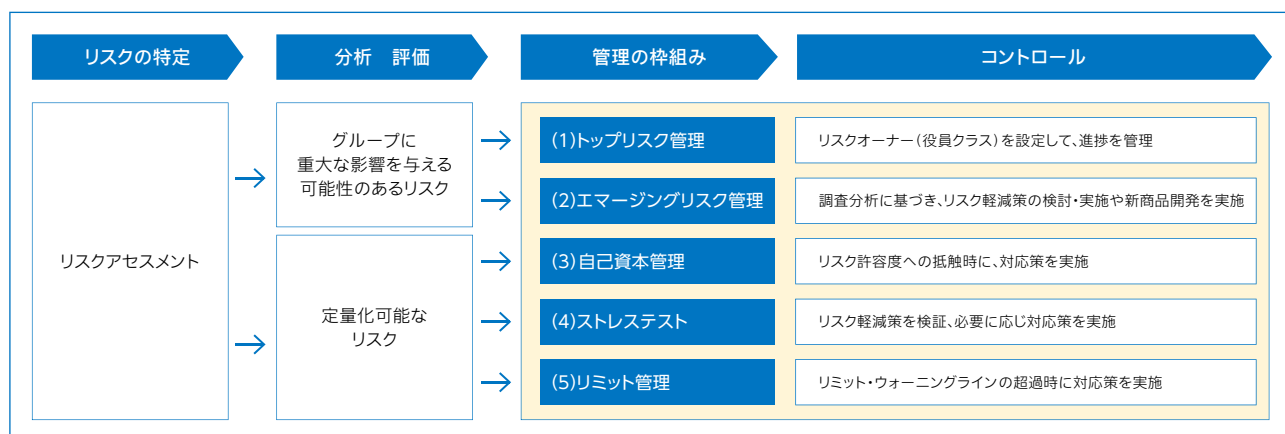 リスクの特定
分析　評価
管理の枠組み
コントロール
リスクアセスメント
グループに
重大な影響を与える
可能性のあるリスク
定量化可能な
リスク
(1)トップリスク管理
リスクオーナー(役員クラス)を設定して、進捗を管理
(2)エマージングリスク管理
調査分析に基づき、リスク軽減策の検討・実施や新商品開発を実施
(3)自己資本管理
リスク許容度への抵触時に、対応策を実施
(4)ストレステスト
リスク軽減策を検証、必要に応じ対応策を実施
(5)リミット管理
リミット・ウォーニングラインの超過時に対応策を実施